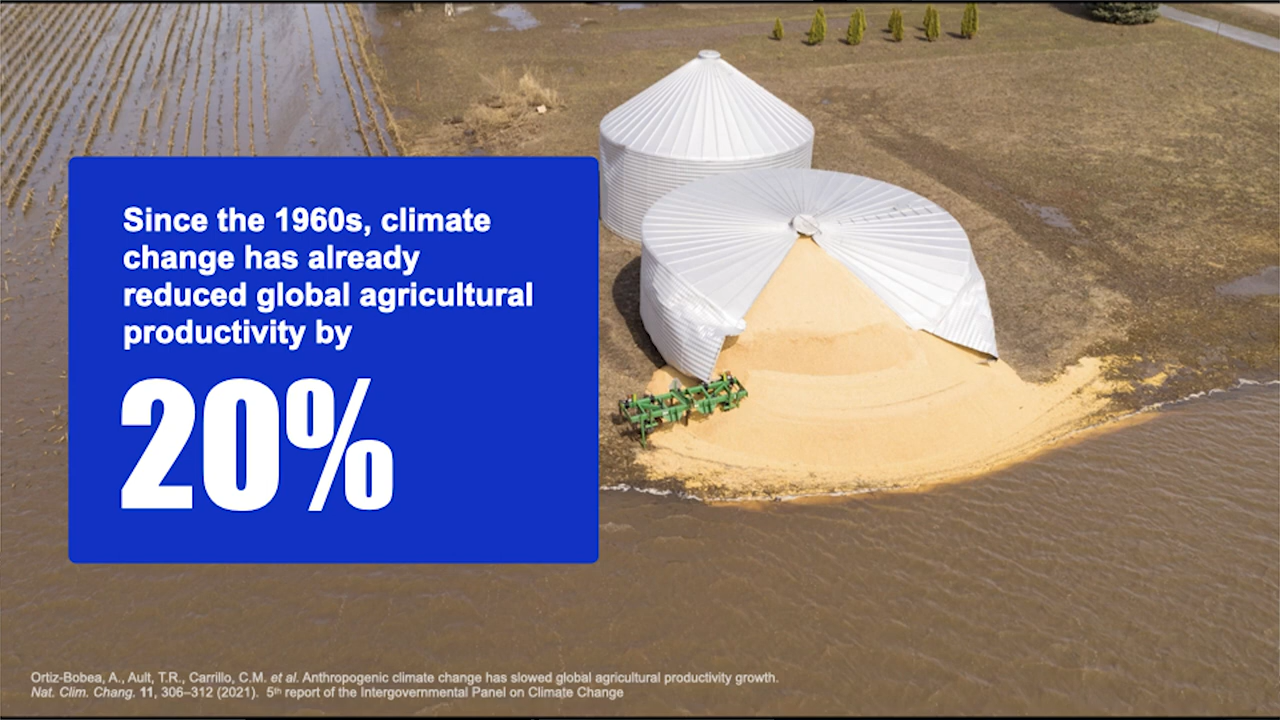 Since the 1960s, climate
change has already
reduced global agricultural
productivity by
20%
Ortiz-Bobea, A., Ault, T.R., Carrillo, C.M. et al. Anthropogenic climate change has slowed global agricultural productivity growth.
Nat. Clim. Chang. 11, 306–312 (2021). 5th report of the Intergovernmental Panel on Climate Change